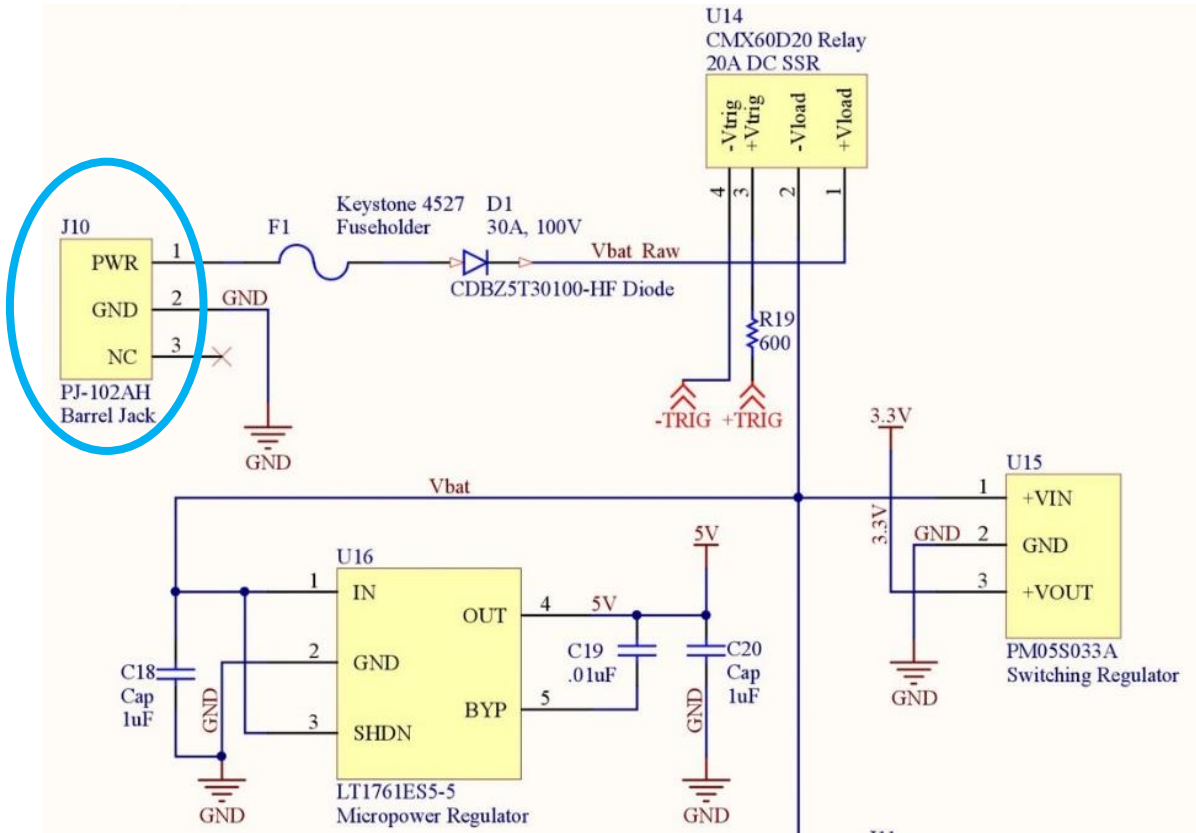 U14
CMX60D20 Relay
20A DC SSR
-Vtrig
+Vtrig
-Vload
+Vload
4
3
2
1
J10
PWR
1
GND
2
GND
NC
3
PJ-102AH
Barrel Jack
GND
F1
Keystone 4527
Fuseholder
D1
30A, 100V
CDBZ5T30100-HF Diode
Vbat Raw
R19
600
-TRIG
+TRIG
3.3V
3.3V
U15
1
+VIN
GND
2
GND
3
+VOUT
PM05S033A
Switching Regulator
GND
Vbat
U16
1
IN
2
GND
3
SHDN
OUT
4
5V
BYP
5
LT1761ES5-5
Micropower Regulator
C18
Cap
1uF
GND
GND
5V
C19
.01uF
C20
Cap
1uF
GND
GND